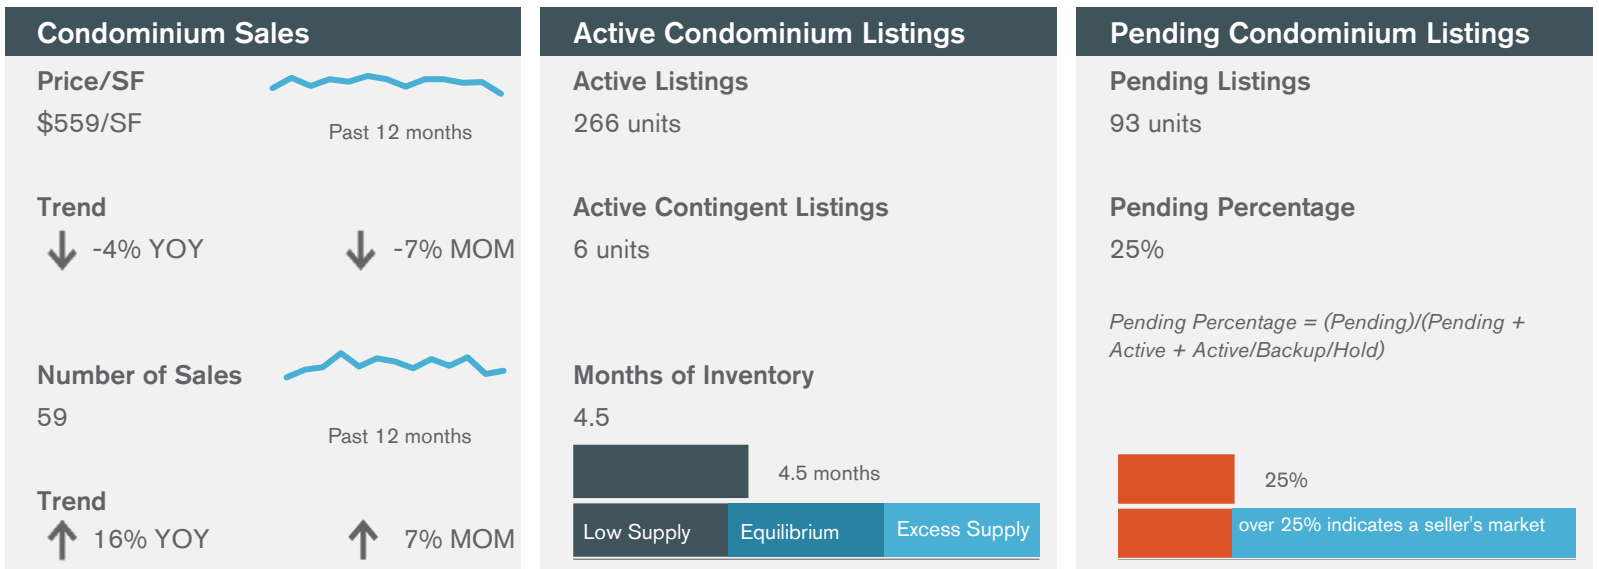 Condominium Sales
Price/SF
$559/SF
Past 12 months
Trend
-4% YOY
-7% MOM
Number of Sales
59
Past 12 months
Trend
16% YOY
7% MOM
Active Condominium Listings
Active Listings
266 units
Active Contingent Listings
6 units
Months of Inventory
4.5
4.5 months
Low Supply
Equilibrium
Excess Supply
Pending Condominium Listings
Pending Listings
93 units
Pending Percentage
25%
Pending Percentage = (Pending)/(Pending +
Active + Active/Backup/Hold)
25%
over 25% indicates a seller's market